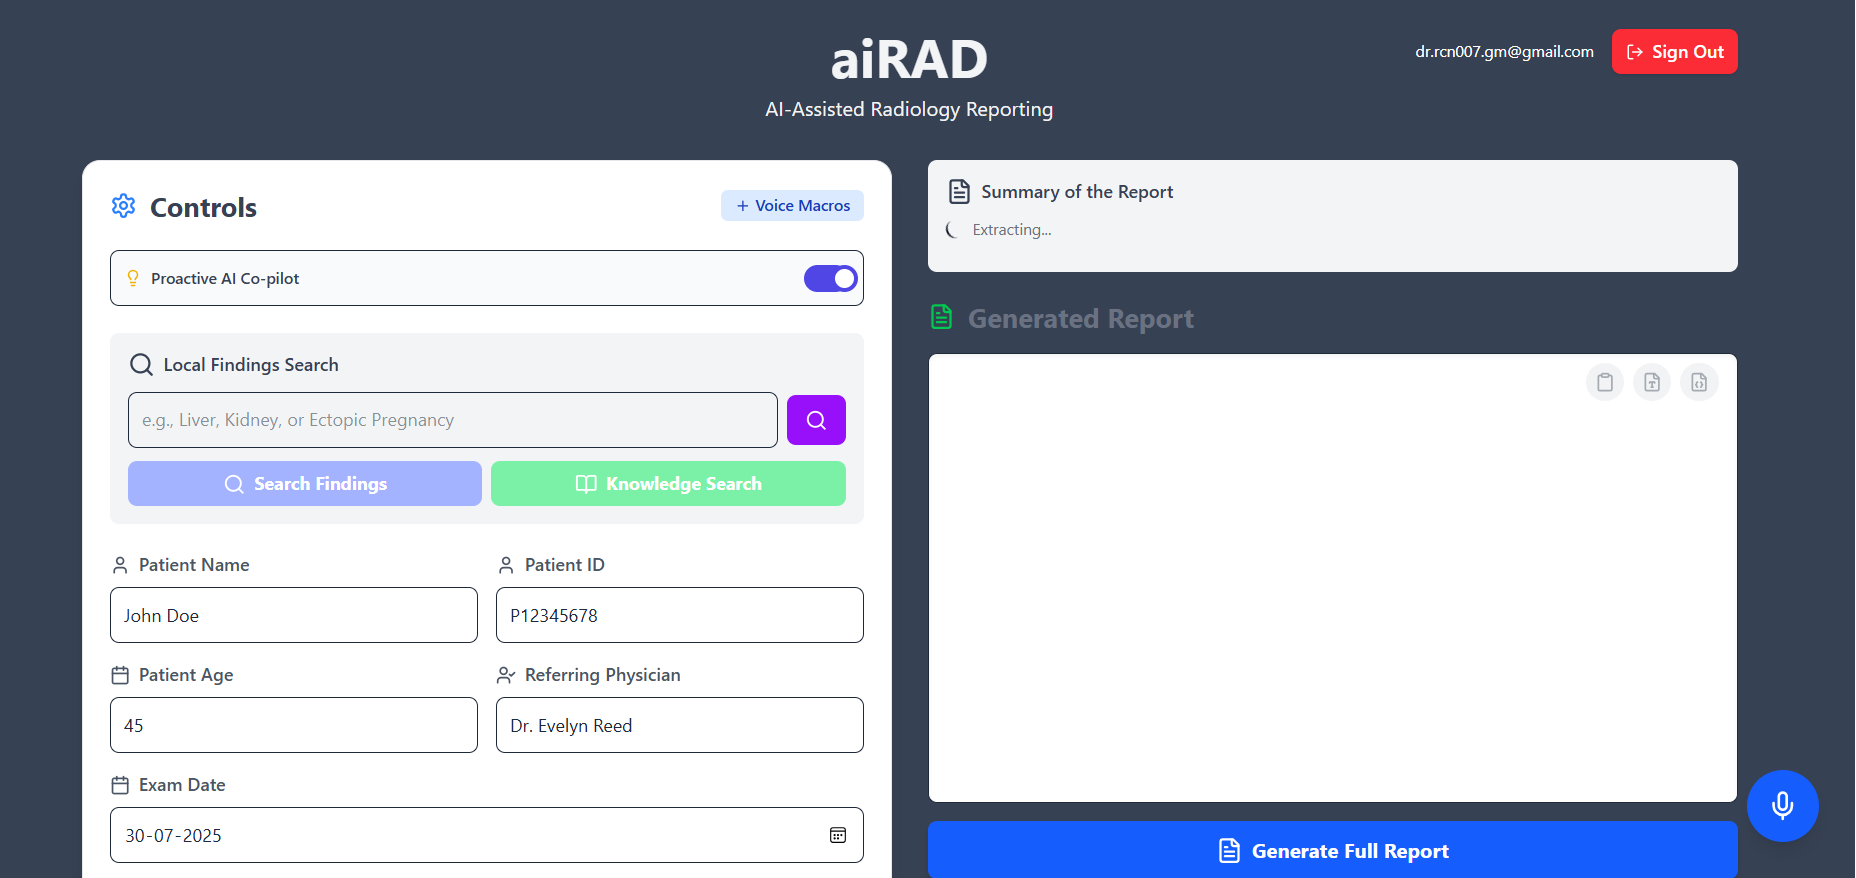 aiRAD
AI-Assisted Radiology Reporting
dr.rcn007.gm@gmail.com
Sign Out
Controls
+ Voice Macros
Proactive AI Co-pilot
Local Findings Search
e.g., Liver, Kidney, or Ectopic Pregnancy
Search Findings
Knowledge Search
Patient Name
Patient ID
John Doe
P12345678
Patient Age
Referring Physician
45
Dr. Evelyn Reed
Exam Date
30-07-2025
Summary of the Report
Extracting...
Generated Report
Generate Full Report